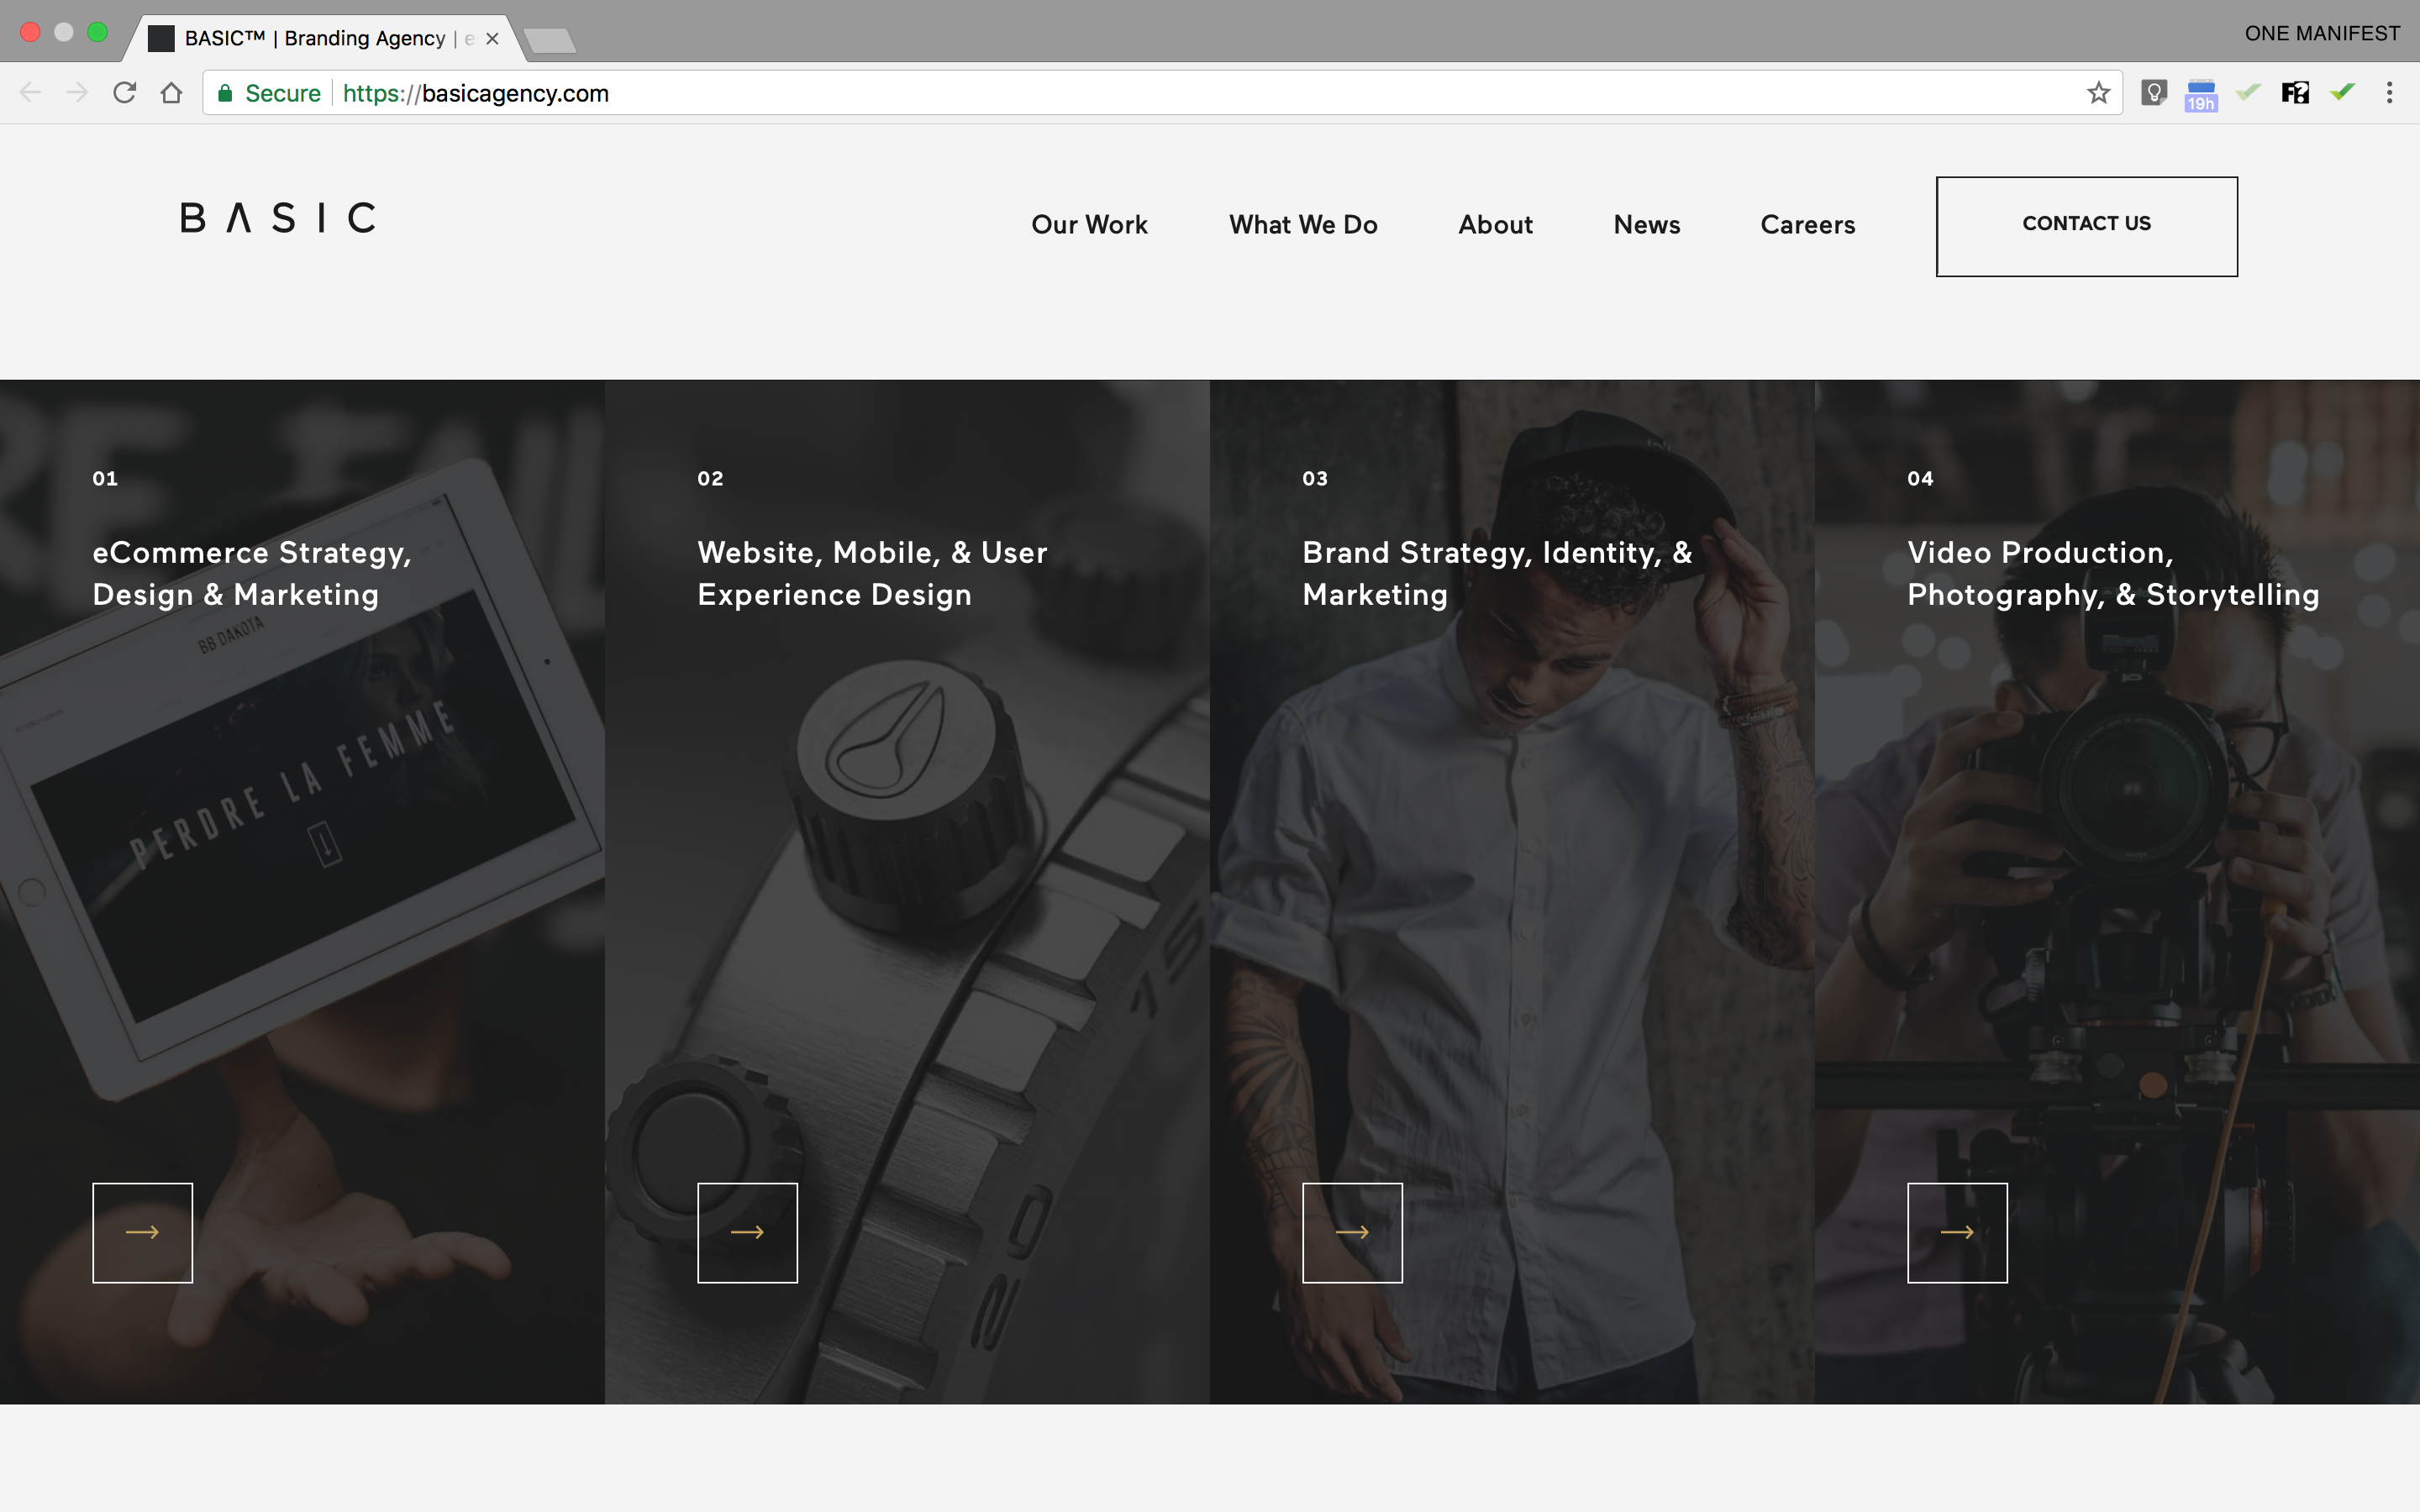 BASIC™ | Branding Agency | e
ONE MANIFEST
Secure https://basicagency.com
19h
F?
BASIC
Our Work
What We Do
About
News
Careers
CONTACT US
01
eCommerce Strategy,
Design & Marketing
BB DAKOTA
PERDRE LA FEMME
02
Website, Mobile, & User
Experience Design
15
03
Brand Strategy, Identity, &
Marketing
04
Video Production,
Photography, & Storytelling